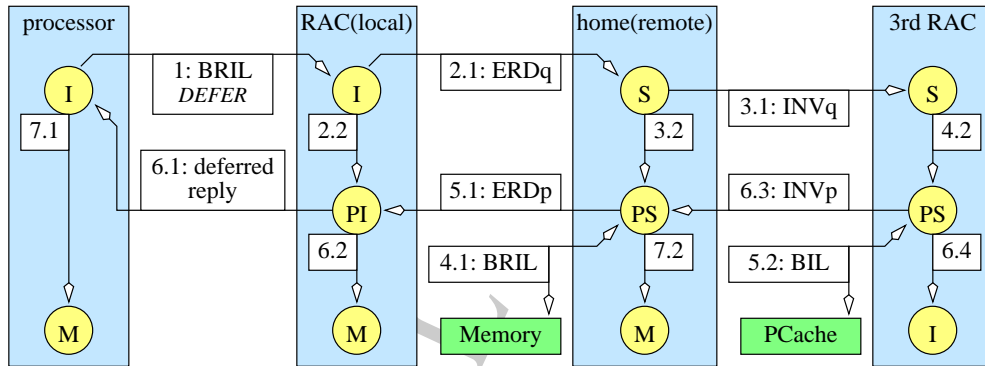 processor
RAC(local)
home(remote)
3rd RAC
1: BRIL
DEFER
2.1: ERDq
3.1: INVq
I
I
S
S
7.1
2.2
3.2
4.2
6.1: deferred
reply
5.1: ERDp
6.3: INVp
PI
PS
PS
6.2
4.1: BRIL
7.2
5.2: BIL
6.4
M
M
Memory
M
PCache
I